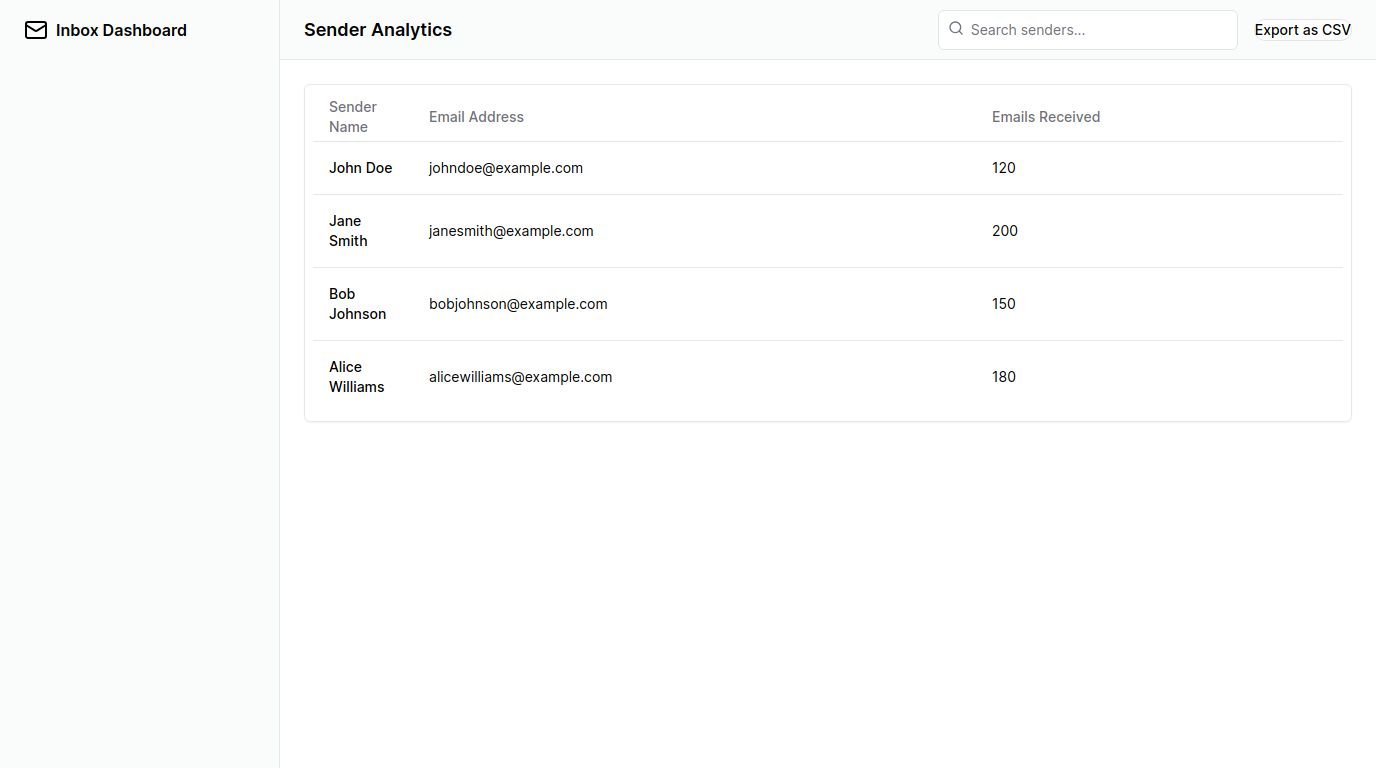 Inbox Dashboard
Sender Analytics
Search senders...
Export as CSV
Sender
Name
Email Address
Emails Received
John Doe
johndoe@example.com
120
Jane
Smith
janesmith@example.com
200
Bob
Johnson
bobjohnson@example.com
150
Alice
Williams
alicewilliams@example.com
180